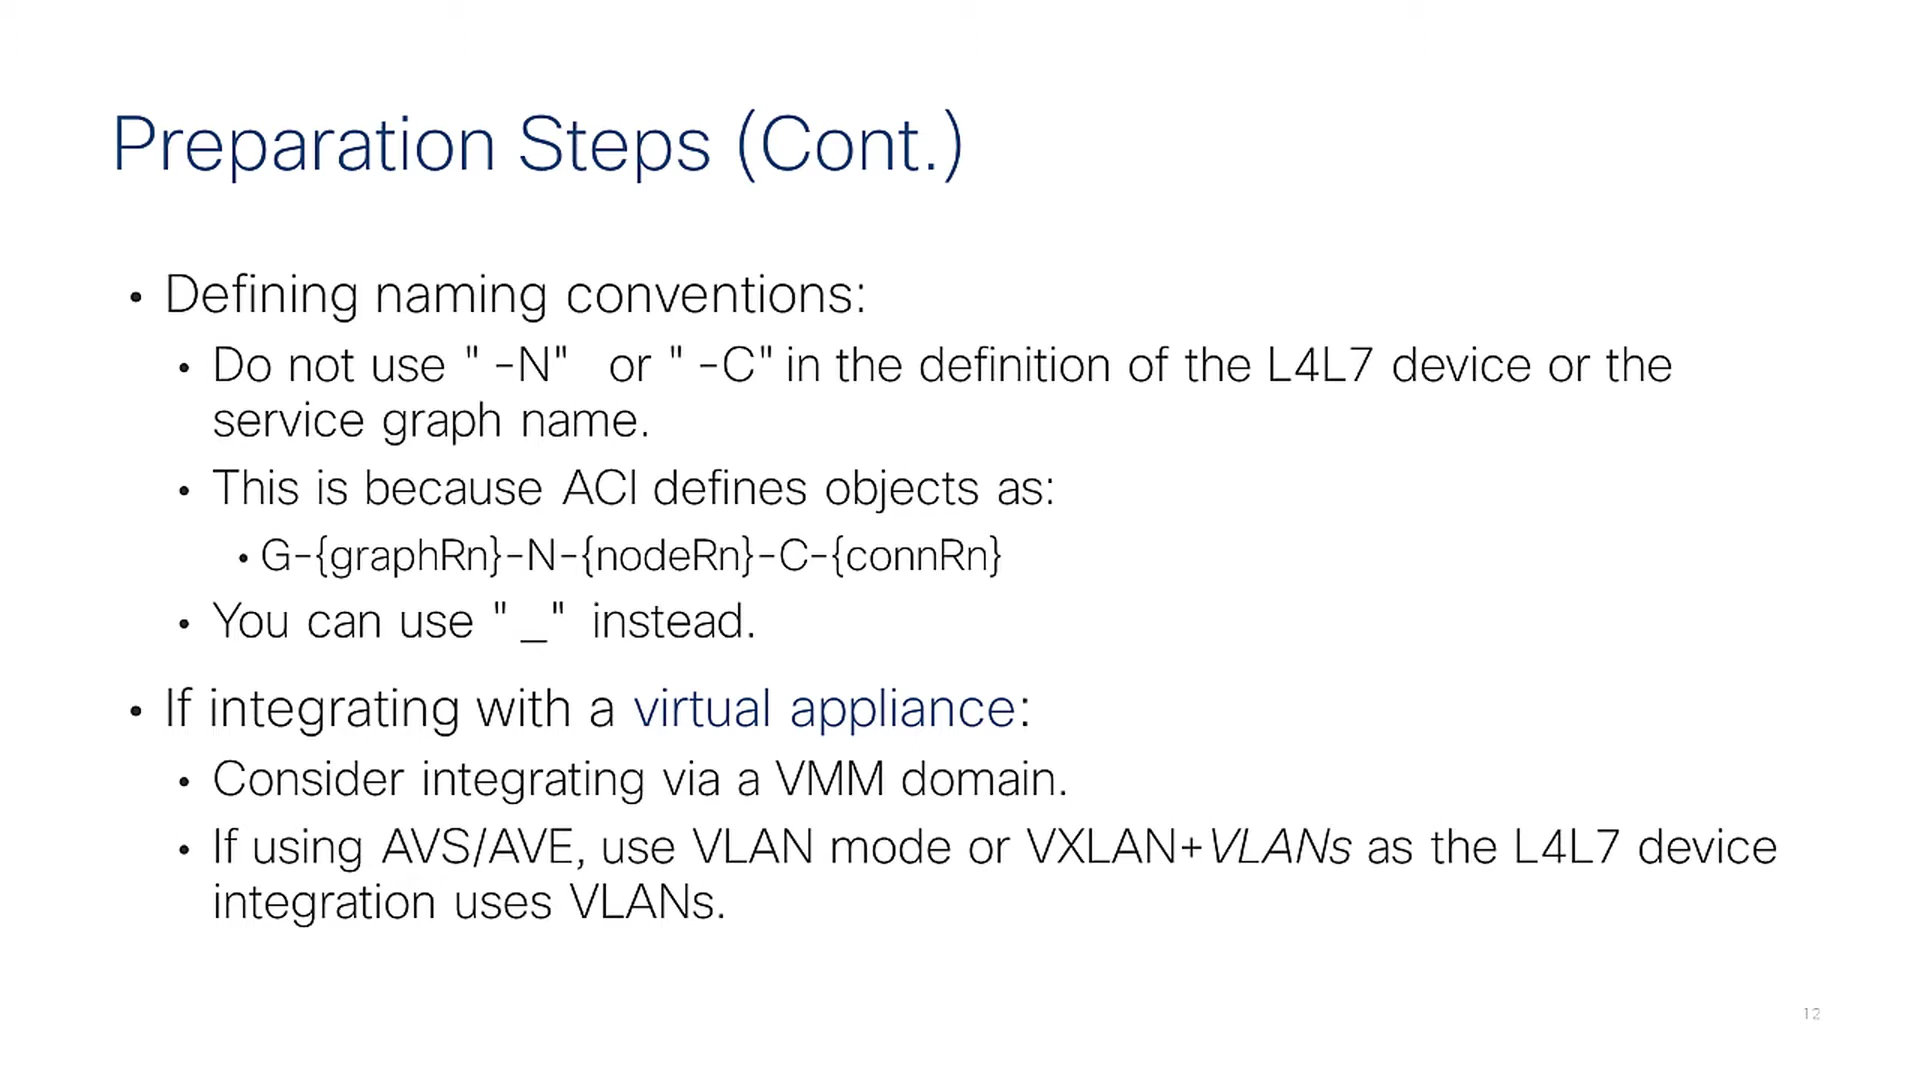 Preparation Steps (Cont.)
• Defining naming conventions:
• Do not use " -N"  or " -C" in the definition of the L4L7 device or the
service graph name.
• This is because ACI defines objects as:
• G-{graphRn}-N-{nodeRn}-C-{connRn}
• You can use "_" instead.
• If integrating with a virtual appliance:
• Consider integrating via a VMM domain.
• If using AVS/AVE, use VLAN mode or VXLAN+VLANs as the L4L7 device
integration uses VLANs.
12